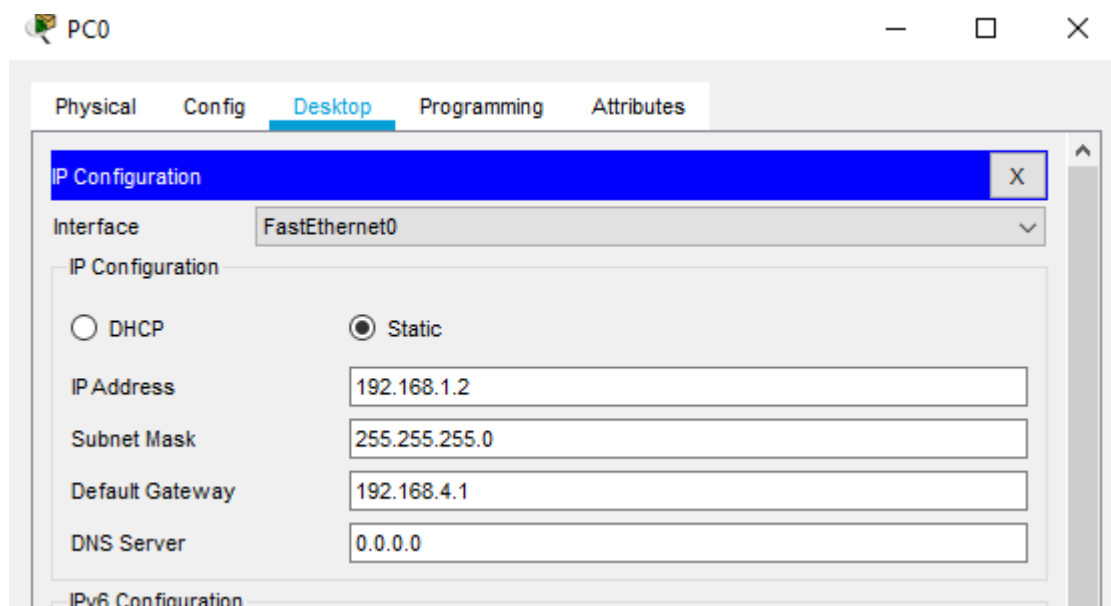 PC0
Physical Config Desktop Programming Attributes
IP Configuration X
Interface FastEthernet0
IP Configuration
DHCP Static
IP Address 192.168.1.2
Subnet Mask 255.255.255.0
Default Gateway 192.168.4.1
DNS Server 0.0.0.0
IPv6 Configuration